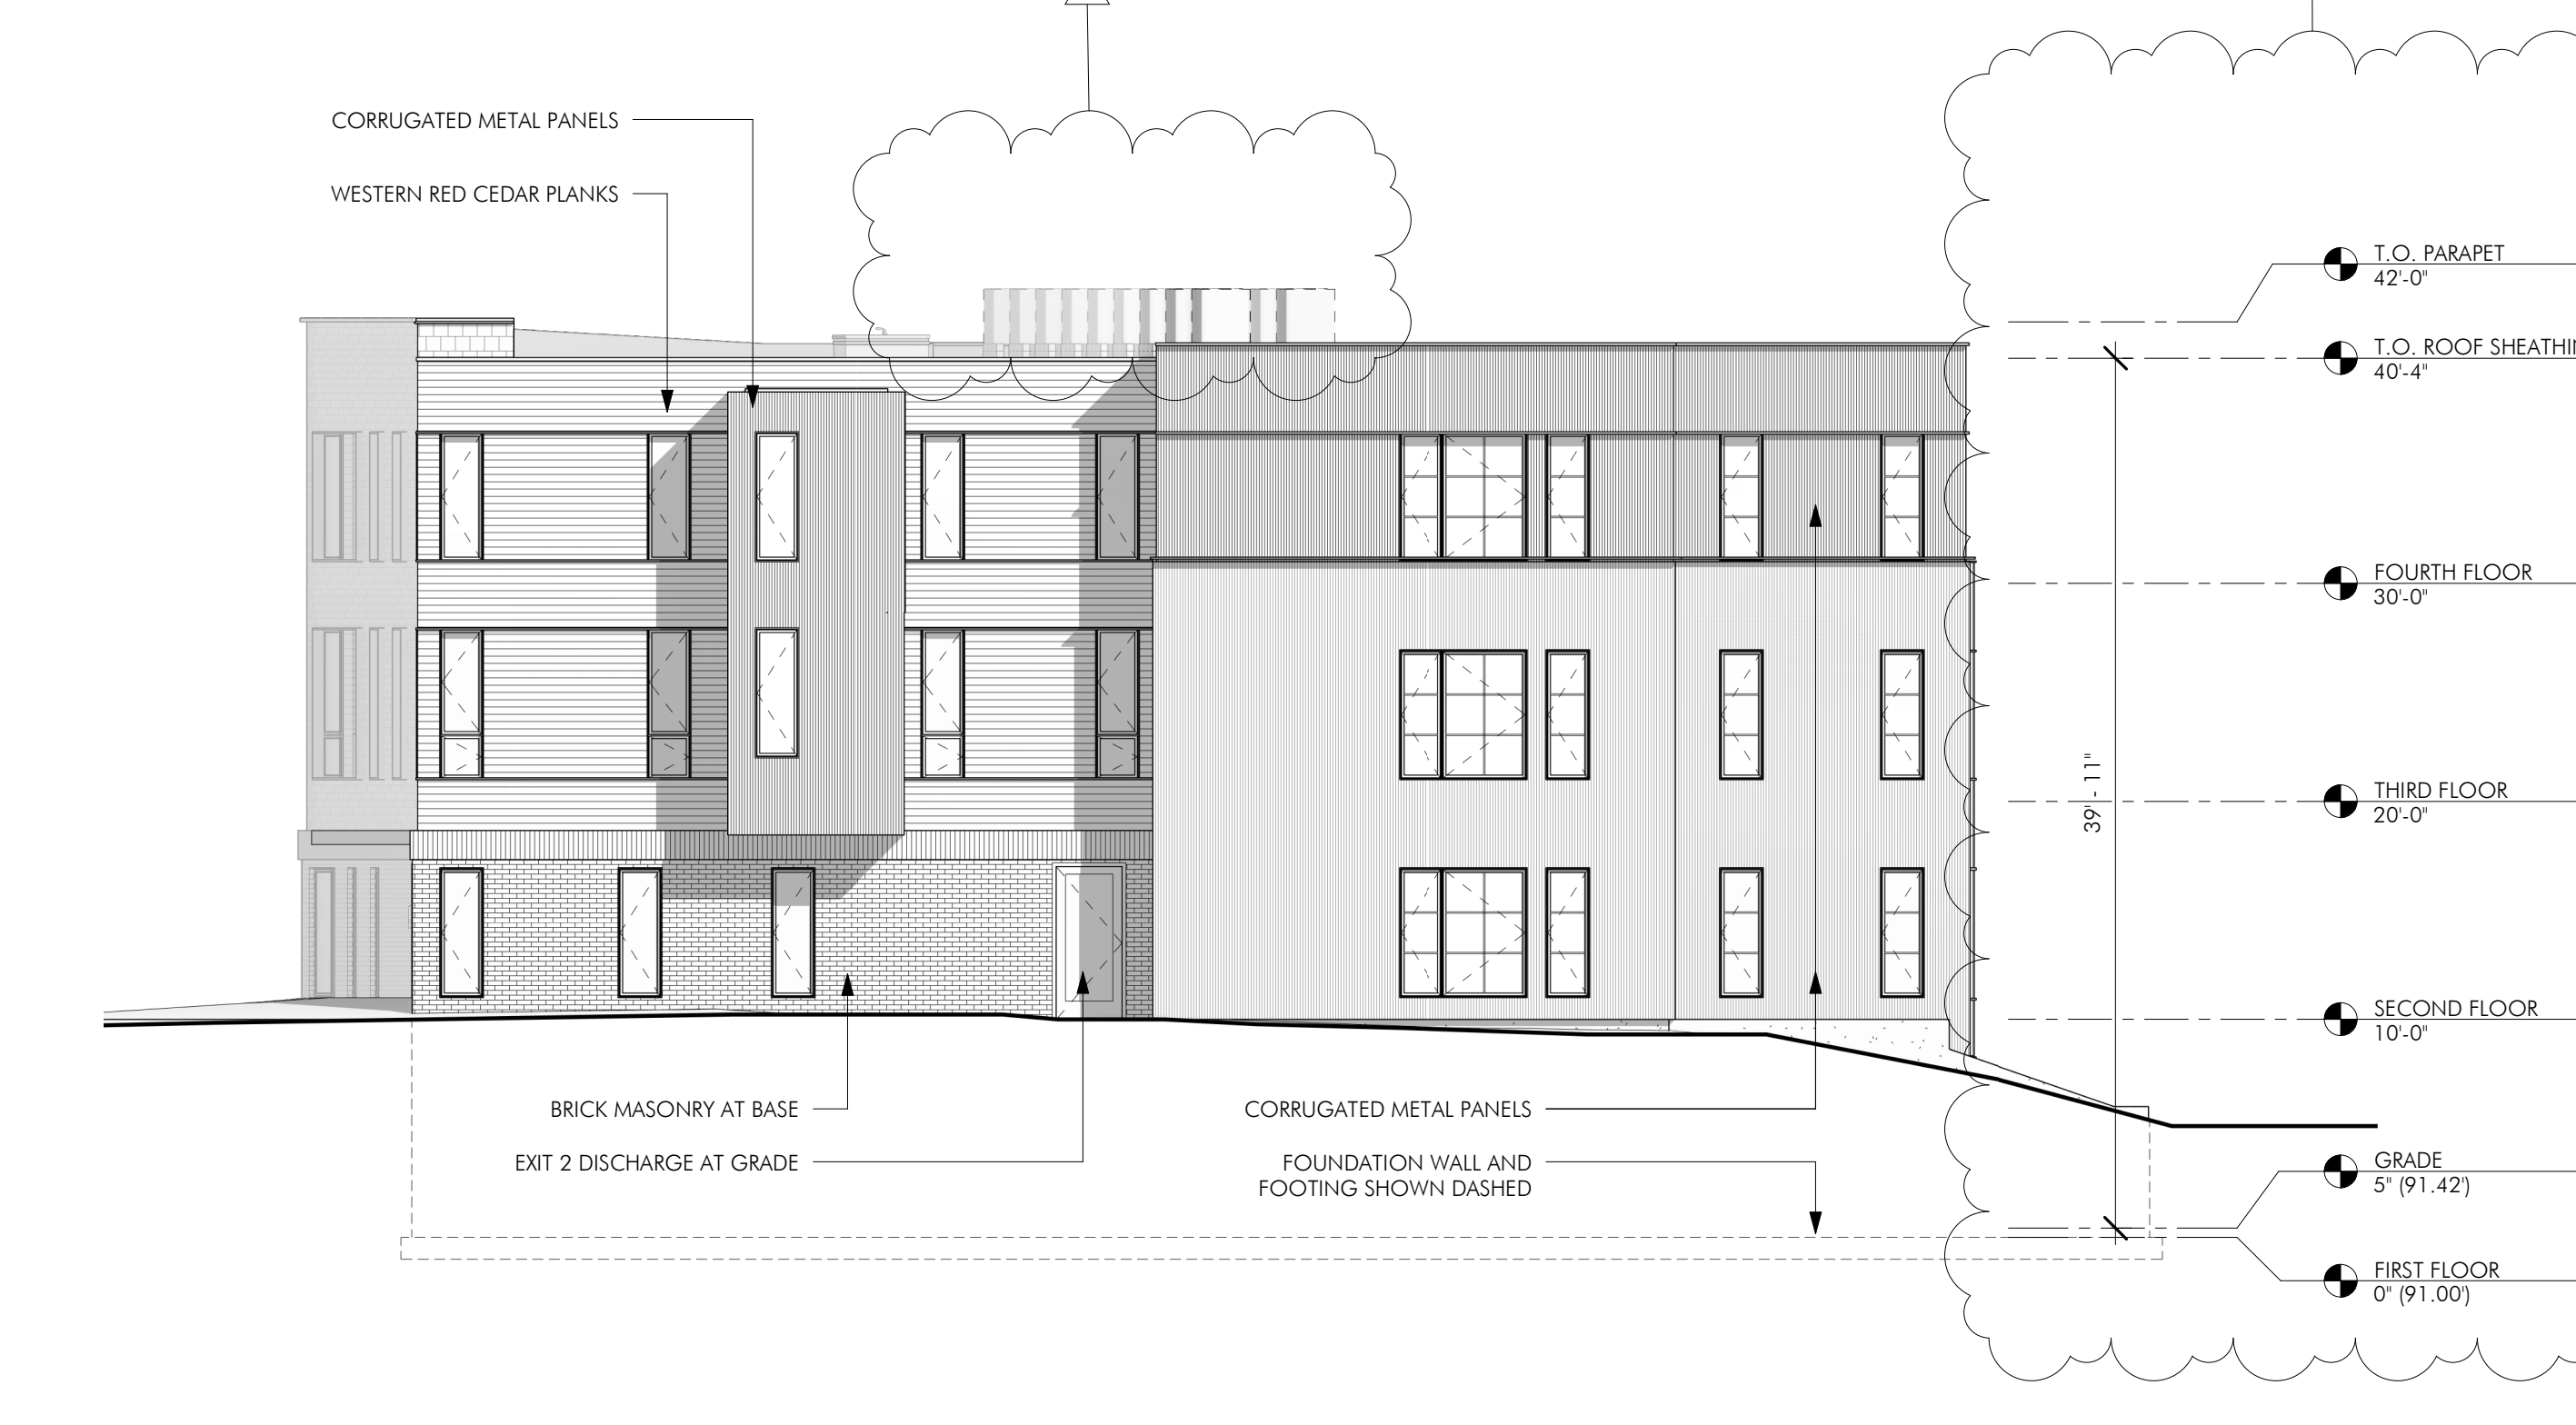 CORRUGATED METAL PANELS
WESTERN RED CEDAR PLANKS
T.O. PARAPET
42'-0"
T.O. ROOF SHEATHI
40'-4"
FOURTH FLOOR
30'-0"
THIRD FLOOR
20'-0"
39' - 11"
SECOND FLOOR
10'-0"
BRICK MASONRY AT BASE
CORRUGATED METAL PANELS
EXIT 2 DISCHARGE AT GRADE
FOUNDATION WALL AND
FOOTING SHOWN DASHED
GRADE
5" (91.42')
FIRST FLOOR
0" (91.00')